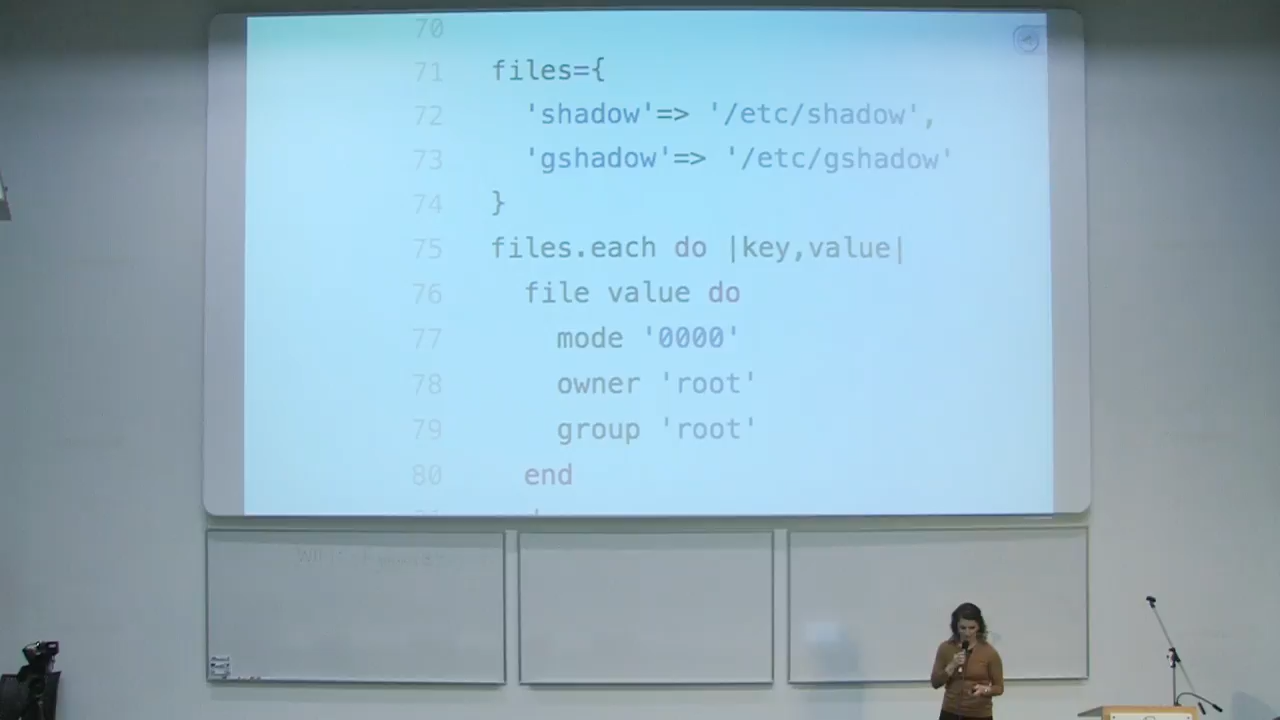 70
71 files={
72 'shadow'=> '/etc/shadow',
73 'gshadow'=> '/etc/gshadow'
74 }
75 files.each do |key,value|
76 file value do
77 mode '0000'
78 owner 'root'
79 group 'root'
80 end